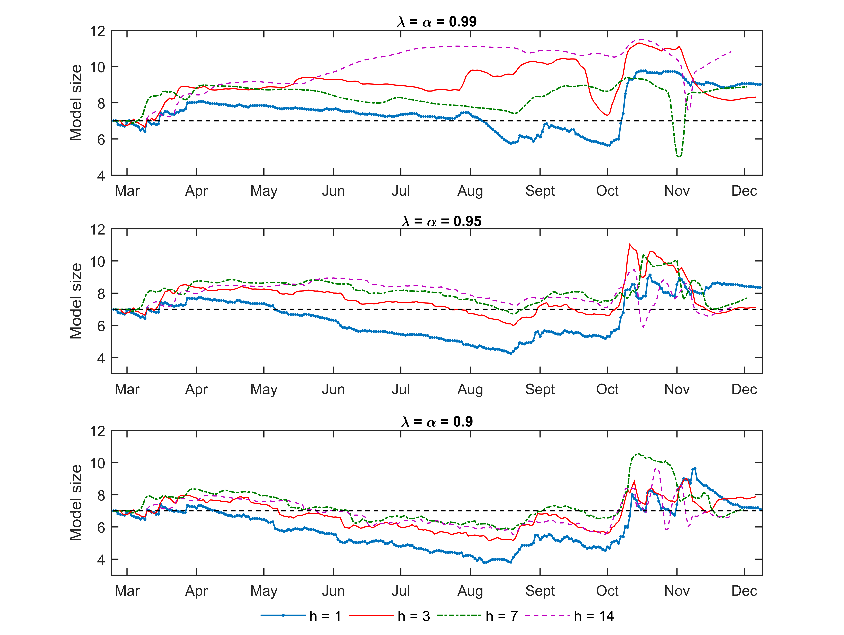 λ = α = 0.99
12
10
8
6
4
Model size
Mar Apr May Jun Jul Aug Sept Oct Nov Dec
λ = α = 0.95
12
10
8
6
4
Model size
Mar Apr May Jun Jul Aug Sept Oct Nov Dec
λ = α = 0.9
12
10
8
6
4
Model size
Mar Apr May Jun Jul Aug Sept Oct Nov Dec
h = 1 h = 3 h = 7 h = 14